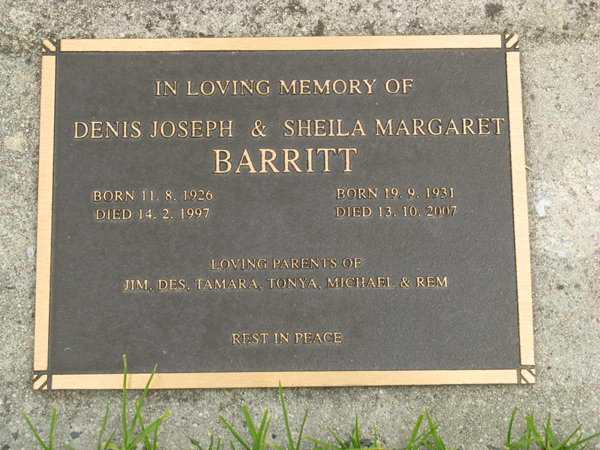 IN LOVING MEMORY OF
DENIS JOSEPH & SHEILA MARGARET
BARRITT
BORN 11. 8. 1926 BORN 19. 9. 1931
DIED 14. 2. 1997 DIED 13. 10. 2007
LOVING PARENTS OF
JIM, DES, TAMARA, TONYA, MICHAEL & REM
REST IN PEACE